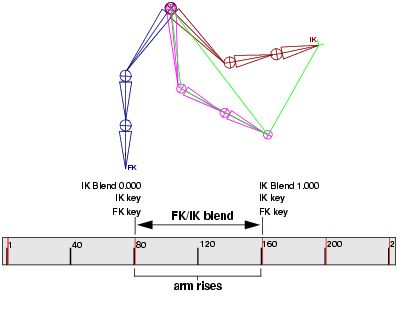 IK
FK
IK Blend 0.000
IK key
FK key
IK Blend 1.000
IK key
FK key
FK/IK blend
1 40 80 120 160 200 2
arm rises